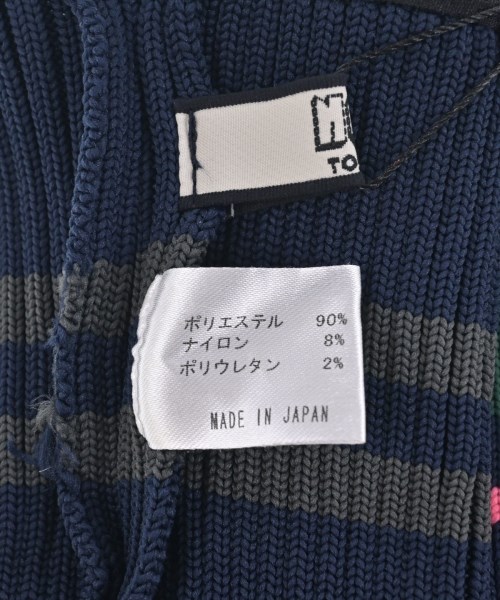 TO
ポリエステル 90%
ナイロン 8%
ポリウレタン 2%
MADE IN JAPAN